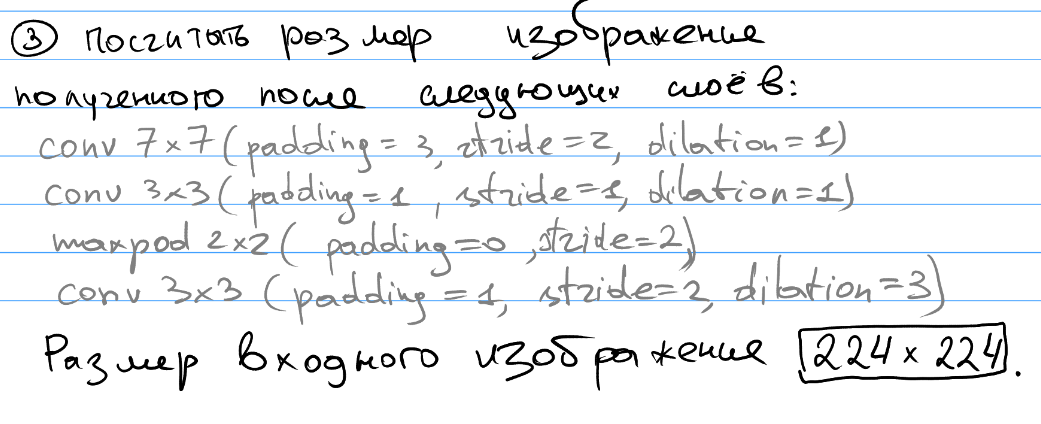 ③ Посчитать размер изображение
полученного после следующих слоёв:
conv 7×7 (padding = 3, stride = 2, dilation = 1)
conv 3×3 (padding = 1, stride = 1, dilation = 1)
maxpool 2×2 ( padding = 0, stride = 2)
conv 3×3 (padding = 1, stride = 2, dilation = 3)
Размер входного изображение 224 × 224.